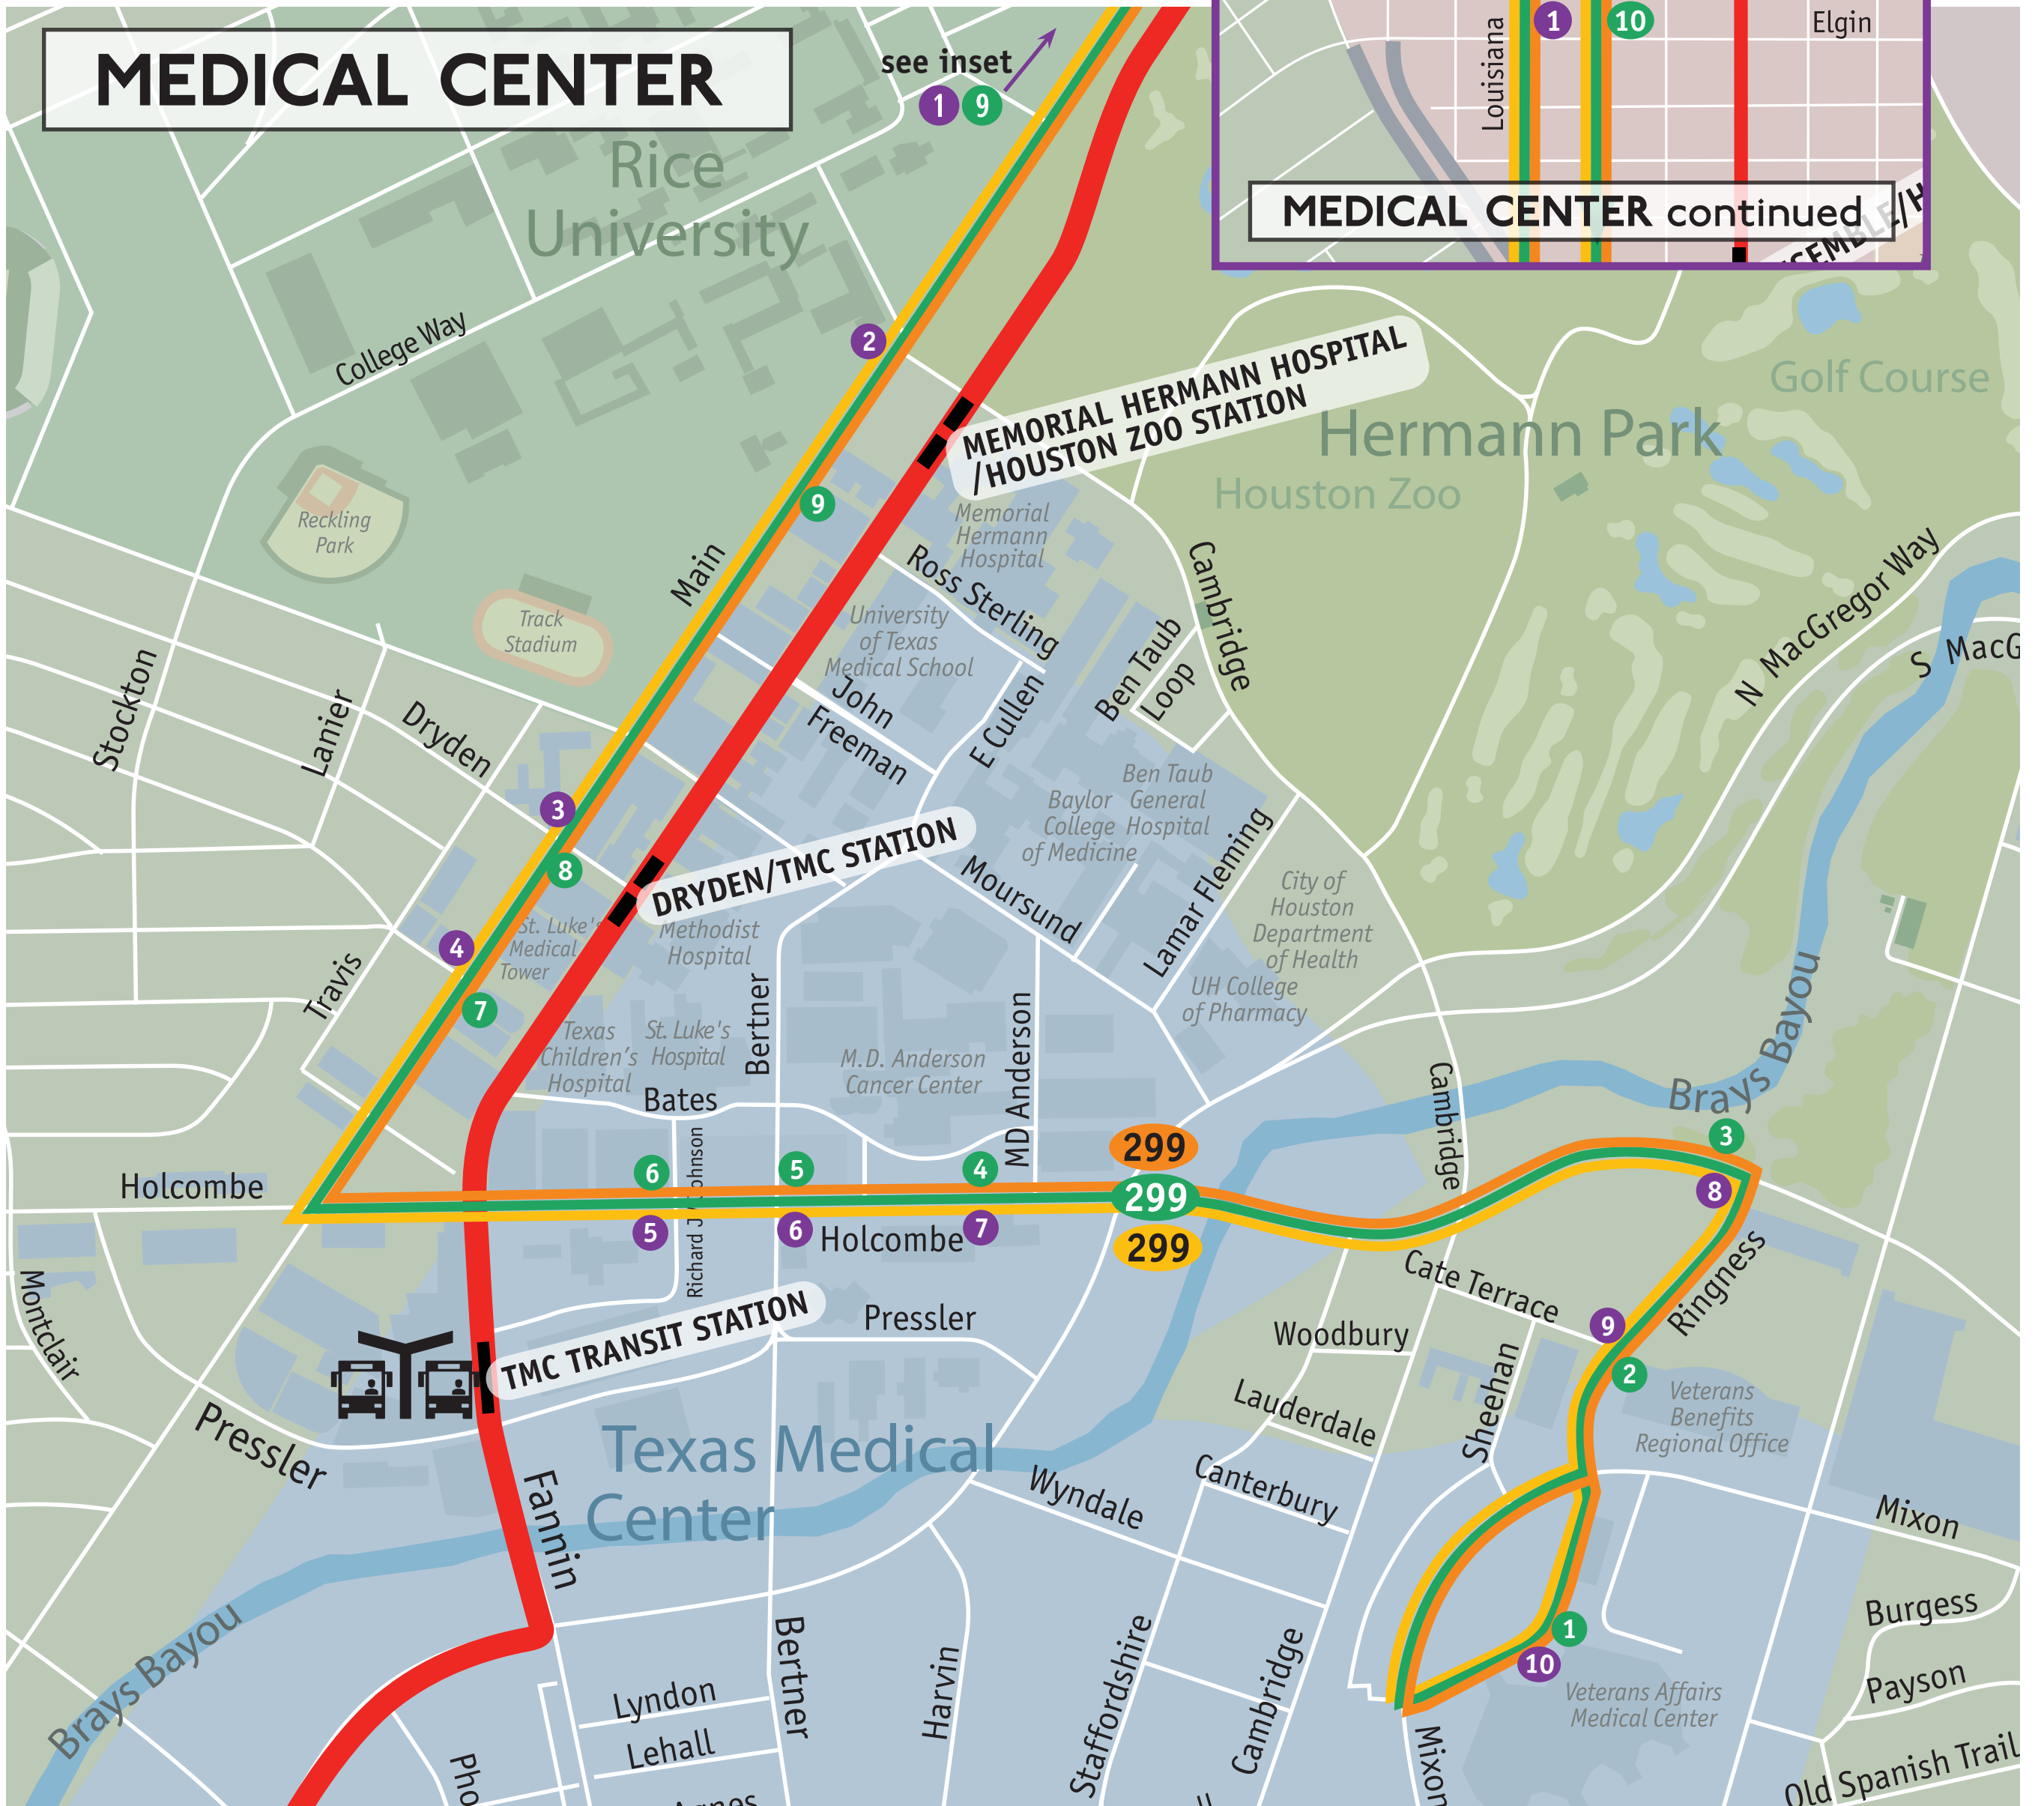 MEDICAL CENTER
see inset
1 9
Louisiana
1
10
Elgin
MEDICAL CENTER continued
Rice
University
College Way
2
MEMORIAL HERMANN HOSPITAL
/HOUSTON ZOO STATION
Golf Course
Hermann Park
Houston Zoo
9
Reckling
Park
Main
Memorial
Hermann
Hospital
Ross Sterling
Cambridge
N MacGregor Way
S MacG
Track
Stadium
University
of Texas
Medical School
Ben Taub
Loop
John
Freeman
E Cullen
Stockton
Lanier
Dryden
3
8
DRYDEN/TMC STATION
Ben Taub
General
Hospital
Baylor
College
of Medicine
Moursund
Lamar Fleming
City of
Houston
Department
of Health
UH College
of Pharmacy
4
7
Travis
St. Luke's
Medical
Tower
Methodist
Hospital
Bertner
Texas
Children's
Hospital
St. Luke's
Hospital
M.D. Anderson
Cancer Center
MD Anderson
Bates
Brays Bayou
Cambridge
3
8
299
299
299
6
5
4
5
6
7
Holcombe
Holcombe
Cate Terrace
Ringness
9
2
Montclair
TMC TRANSIT STATION
Pressler
Woodbury
Sheehan
Lauderdale
Veterans
Benefits
Regional Office
Pressler
Fannin
Texas Medical
Center
Wyndale
Canterbury
Mixon
Brays Bayou
Bertner
Harvin
Staffordshire
Cambridge
1
10
Burgess
Payson
Veterans Affairs
Medical Center
Lyndon
Lehall
Mixon
Old Spanish Trail
Pho